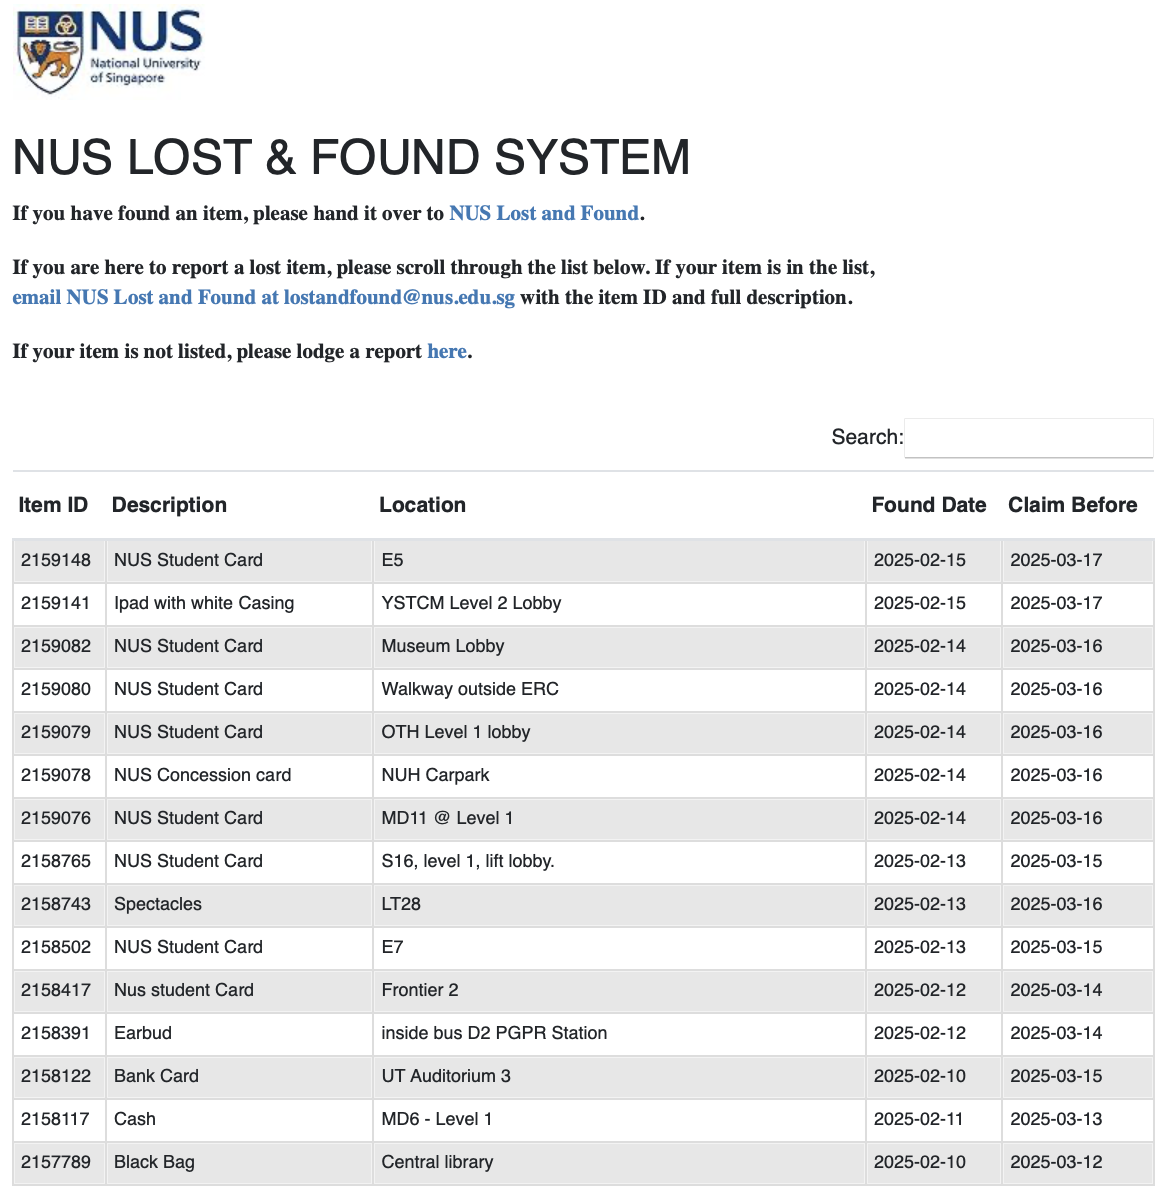 NUS
National University
of Singapore
NUS LOST & FOUND SYSTEM
If you have found an item, please hand it over to NUS Lost and Found.
If you are here to report a lost item, please scroll through the list below. If your item is in the list,
email NUS Lost and Found at lostandfound@nus.edu.sg with the item ID and full description.
If your item is not listed, please lodge a report here.
Search:
Item ID Description Location Found Date Claim Before
2159148 NUS Student Card E5 2025-02-15 2025-03-17
2159141 Ipad with white Casing YSTCM Level 2 Lobby 2025-02-15 2025-03-17
2159082 NUS Student Card Museum Lobby 2025-02-14 2025-03-16
2159080 NUS Student Card Walkway outside ERC 2025-02-14 2025-03-16
2159079 NUS Student Card OTH Level 1 lobby 2025-02-14 2025-03-16
2159078 NUS Concession card NUH Carpark 2025-02-14 2025-03-16
2159076 NUS Student Card MD11 @ Level 1 2025-02-14 2025-03-16
2158765 NUS Student Card S16, level 1, lift lobby. 2025-02-13 2025-03-15
2158743 Spectacles LT28 2025-02-13 2025-03-16
2158502 NUS Student Card E7 2025-02-13 2025-03-15
2158417 Nus student Card Frontier 2 2025-02-12 2025-03-14
2158391 Earbud inside bus D2 PGPR Station 2025-02-12 2025-03-14
2158122 Bank Card UT Auditorium 3 2025-02-10 2025-03-15
2158117 Cash MD6 - Level 1 2025-02-11 2025-03-13
2157789 Black Bag Central library 2025-02-10 2025-03-12